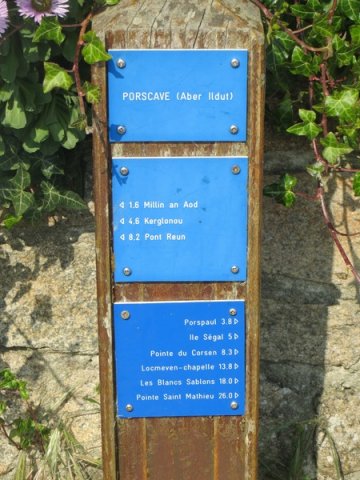 PORSCAVE (Aber Ildut)
◁ 1.6 Millin an Aod
◁ 4.6 Kerglonou
◁ 8.2 Pont Reun
Porspaul 3.8 ▷
Ile Ségal 5 ▷
Pointe du Corsen 8.3 ▷
Locmeven-chapelle 13.8 ▷
Les Blancs Sablons 18.0 ▷
Pointe Saint Mathieu 26.0 ▷